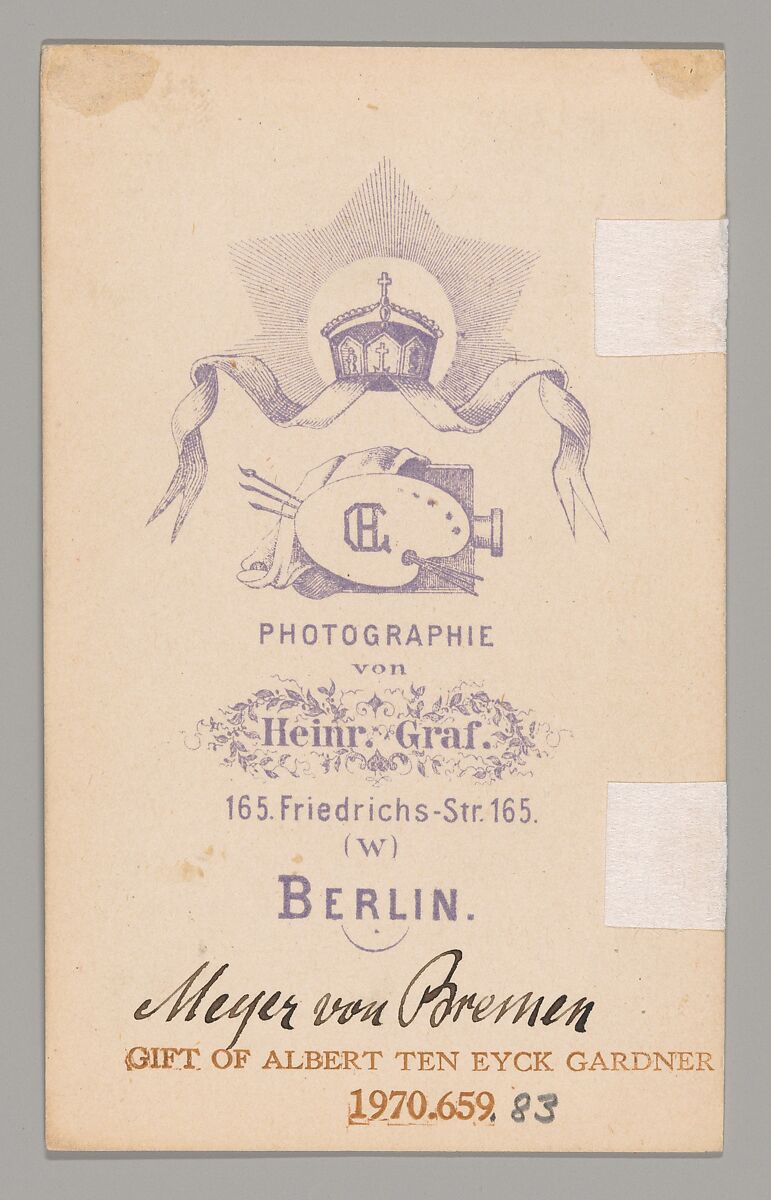 HG
PHOTOGRAPHIE
von
Heinr. Graf.
165. Friedrichs-Str. 165.
(W)
BERLIN.
Meyer von Bremen
GIFT OF ALBERT TEN EYCK GARDNER
1970.659.83